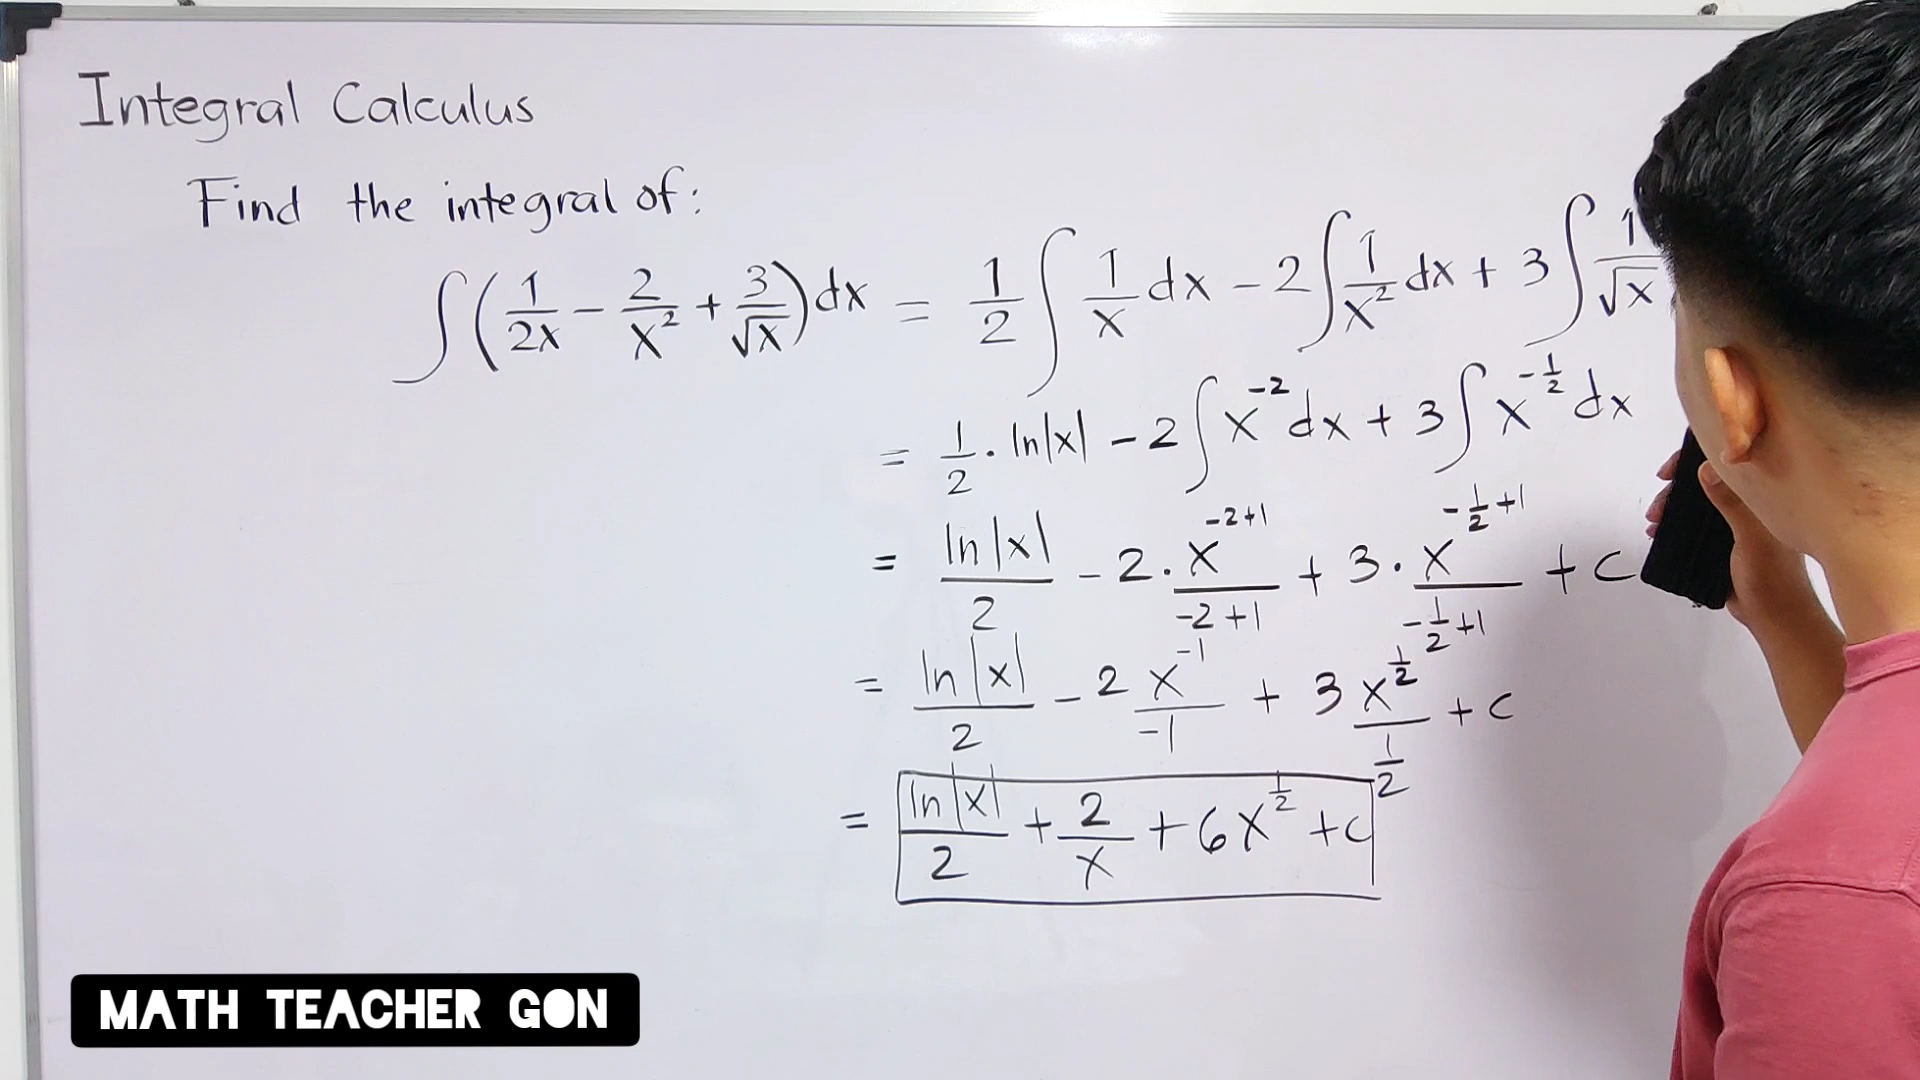 Integral Calculus
Find the integral of:
∫(1/2x - 2/x² + 3/√x)dx = 1/2 ∫ 1/x dx - 2∫ 1/x² dx + 3∫ 1/√x
= 1/2 · ln|x| - 2∫ x^-2 dx + 3∫ x^-1/2 dx
= ln|x|/2 - 2 · x^-2+1/-2+1 + 3 · x^-1/2+1/-1/2+1 + C
= ln|x|/2 - 2 x^-1/-1 + 3 x^1/2/1/2 + C
= ln|x|/2 + 2/x + 6x^1/2 + C
MATH TEACHER GON